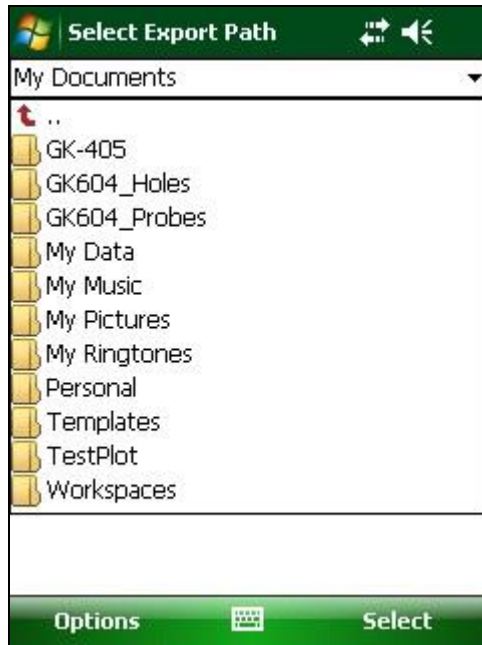 Select Export Path
My Documents
..
GK-405
GK604_Holes
GK604_Probes
My Data
My Music
My Pictures
My Ringtones
Personal
Templates
TestPlot
Workspaces
Options Select